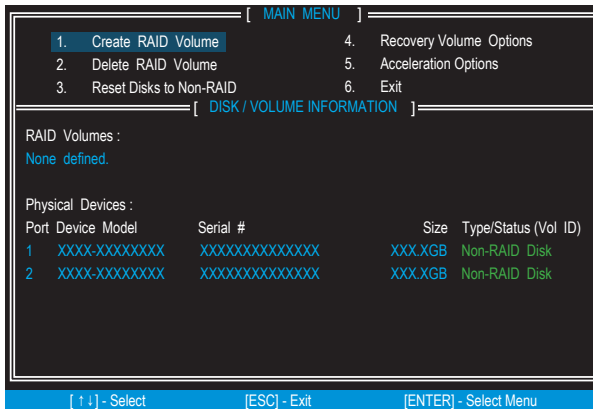 [ MAIN MENU ]
1. Create RAID Volume
2. Delete RAID Volume
3. Reset Disks to Non-RAID
4. Recovery Volume Options
5. Acceleration Options
6. Exit
[ DISK / VOLUME INFORMATION ]
RAID Volumes :
None defined.
Physical Devices :
Port Device Model Serial # Size Type/Status (Vol ID)
1 XXXX-XXXXXXXX XXXXXXXXXXXXXX XXX.XGB Non-RAID Disk
2 XXXX-XXXXXXXX XXXXXXXXXXXXXX XXX.XGB Non-RAID Disk
[ ↑↓] - Select [ESC] - Exit [ENTER] - Select Menu